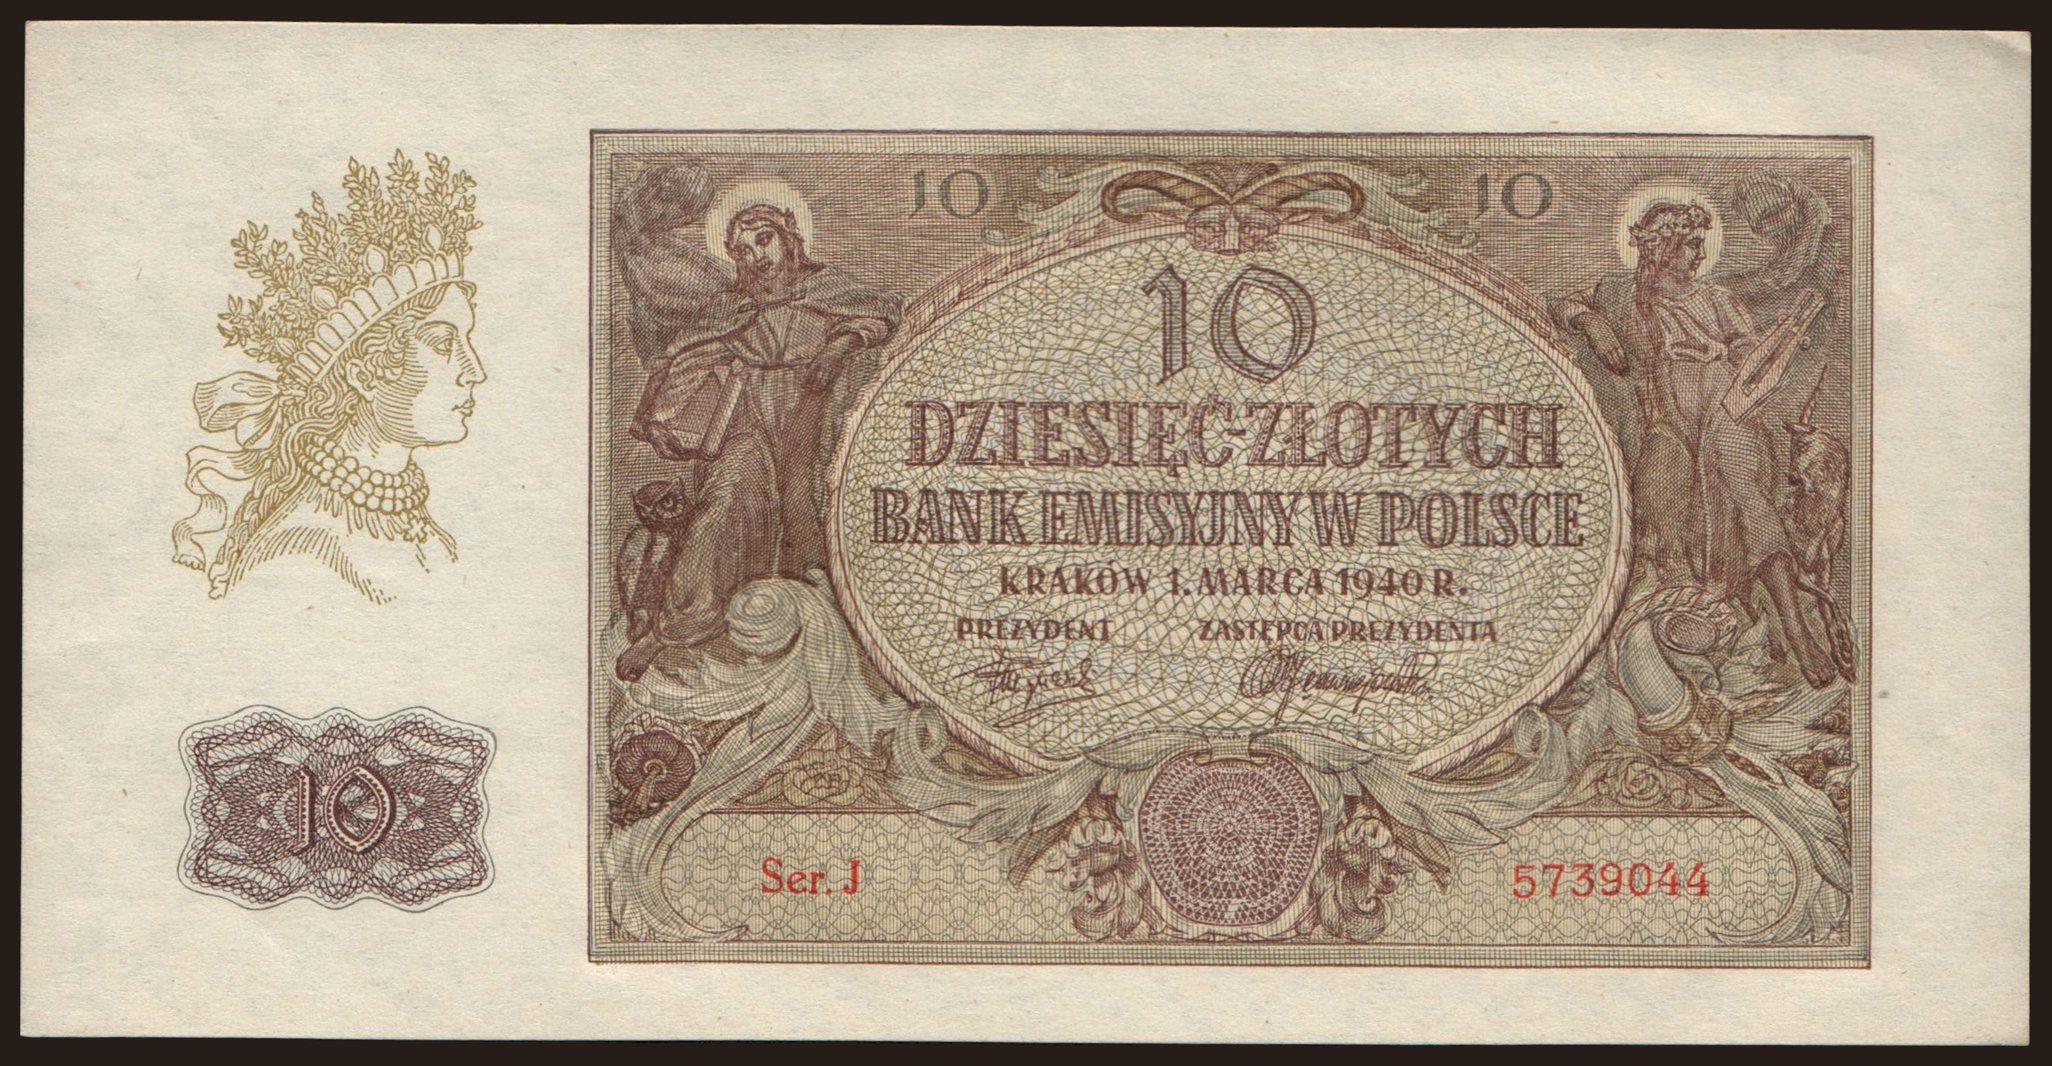 10 10
10
DZIESIĘĆ-ZŁOTYCH
BANK EMISYJNY W POLSCE
KRAKÓW 1. MARCA 1940 R.
PREZYDENT ZASTĘPCA PREZYDENTA
10
Ser. J 5739044